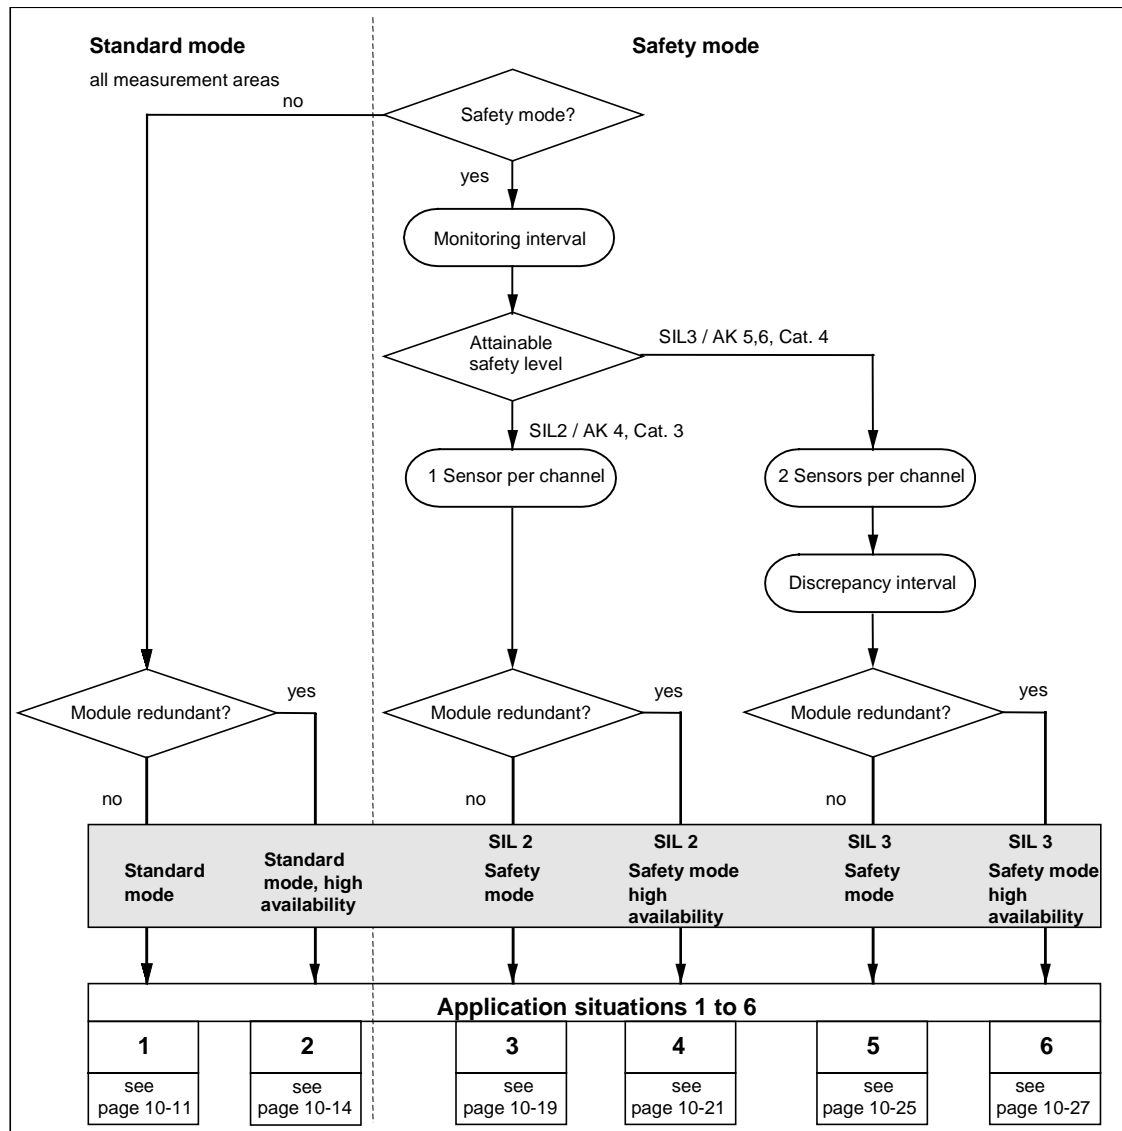 Standard mode
Safety mode
all measurement areas
no
Safety mode?
yes
Monitoring interval
Attainable
safety level
SIL3 / AK 5,6, Cat. 4
SIL2 / AK 4, Cat. 3
1 Sensor per channel
2 Sensors per channel
Discrepancy interval
Module redundant?
yes
Module redundant?
yes
Module redundant?
yes
no
no
no
Standard
mode
Standard
mode, high
availability
SIL 2
Safety
mode
SIL 2
Safety mode
high
availability
SIL 3
Safety
mode
SIL 3
Safety mode
high
availability
Application situations 1 to 6
1
2
3
4
5
6
see
page 10-11
see
page 10-14
see
page 10-19
see
page 10-21
see
page 10-25
see
page 10-27